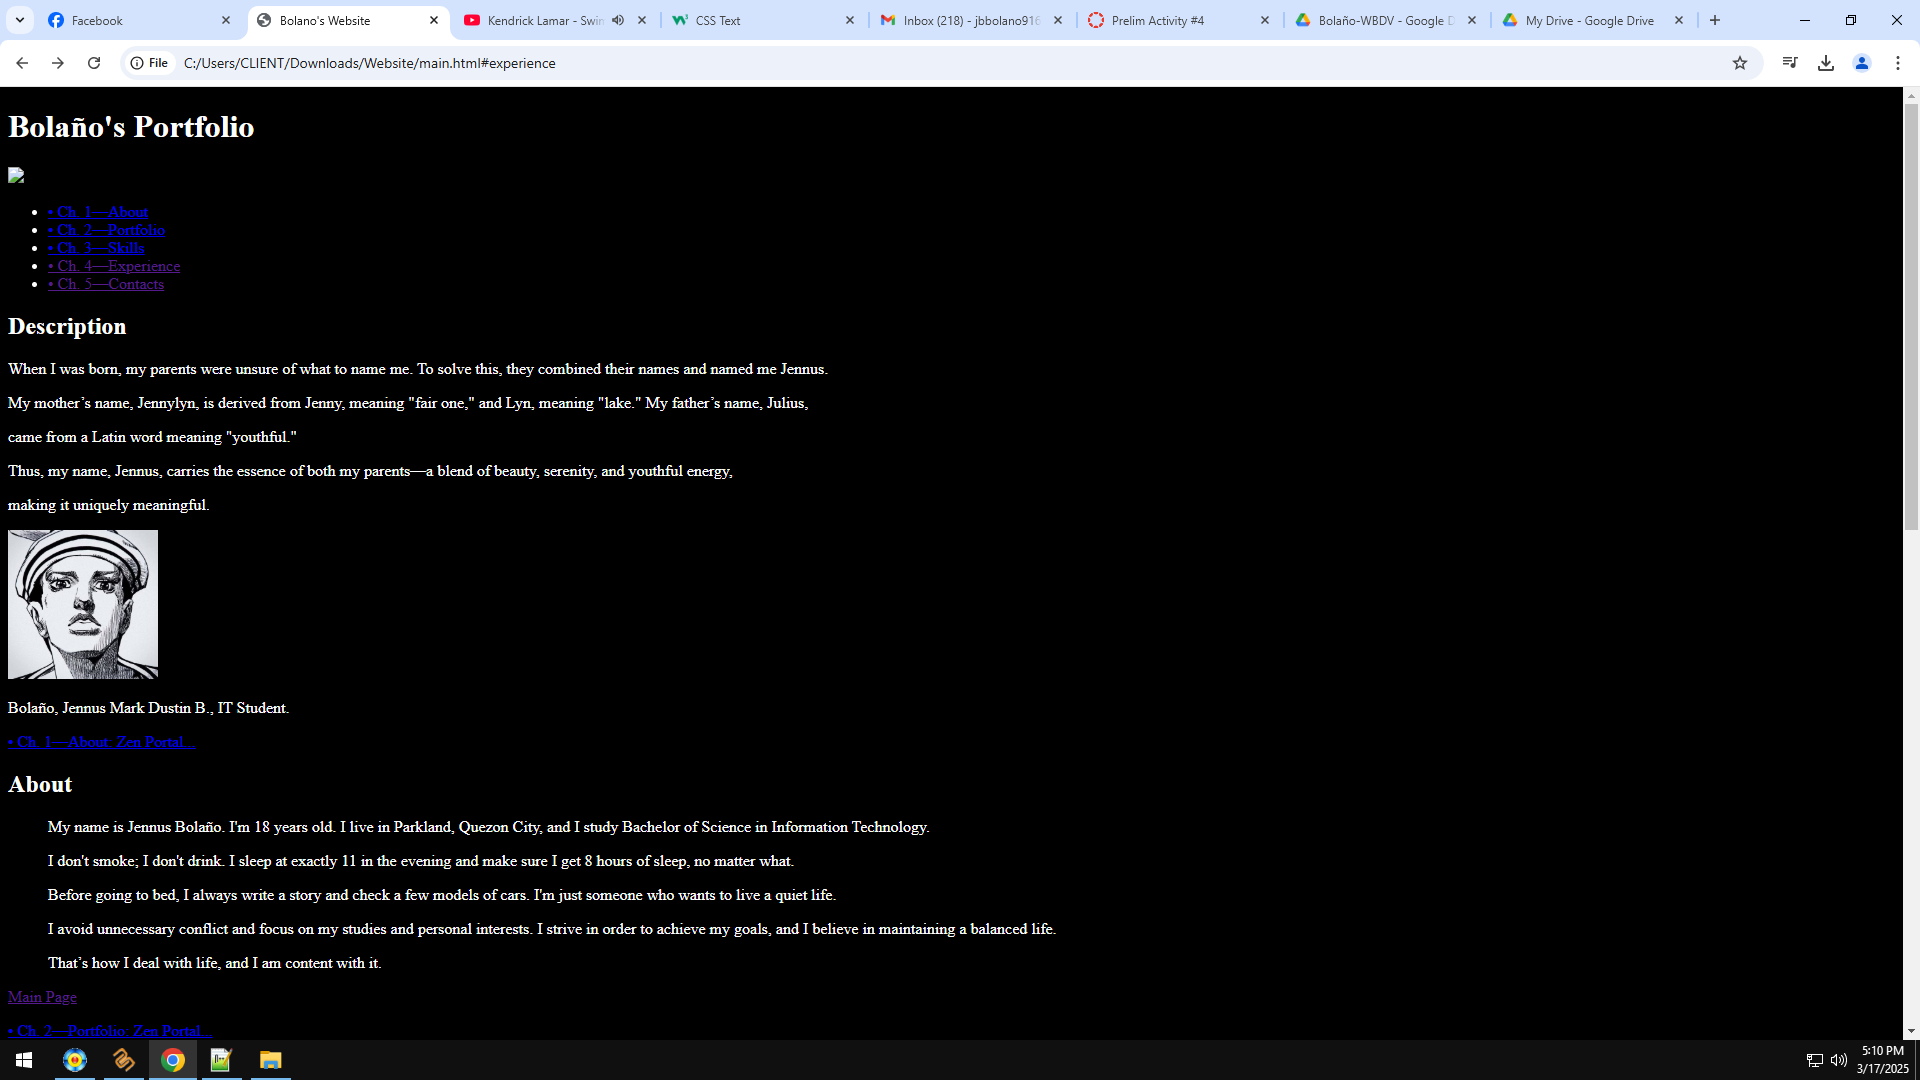 Facebook
Bolano's Website
Kendrick Lamar - Swim
CSS Text
Inbox (218) - jbbolano916
Prelim Activity #4
Bolaño-WBDV - Google D
My Drive - Google Drive
File
C:/Users/CLIENT/Downloads/Website/main.html#experience
Bolaño's Portfolio
• Ch. 1—About
• Ch. 2—Portfolio
• Ch. 3—Skills
• Ch. 4—Experience
• Ch. 5—Contacts
Description
When I was born, my parents were unsure of what to name me. To solve this, they combined their names and named me Jennus.
My mother’s name, Jennylyn, is derived from Jenny, meaning "fair one," and Lyn, meaning "lake." My father’s name, Julius,
came from a Latin word meaning "youthful."
Thus, my name, Jennus, carries the essence of both my parents—a blend of beauty, serenity, and youthful energy,
making it uniquely meaningful.
Bolaño, Jennus Mark Dustin B., IT Student.
• Ch. 1—About: Zen Portal...
About
My name is Jennus Bolaño. I'm 18 years old. I live in Parkland, Quezon City, and I study Bachelor of Science in Information Technology.
I don't smoke; I don't drink. I sleep at exactly 11 in the evening and make sure I get 8 hours of sleep, no matter what.
Before going to bed, I always write a story and check a few models of cars. I'm just someone who wants to live a quiet life.
I avoid unnecessary conflict and focus on my studies and personal interests. I strive in order to achieve my goals, and I believe in maintaining a balanced life.
That’s how I deal with life, and I am content with it.
Main Page
• Ch. 2—Portfolio: Zen Portal...
5:10 PM
3/17/2025